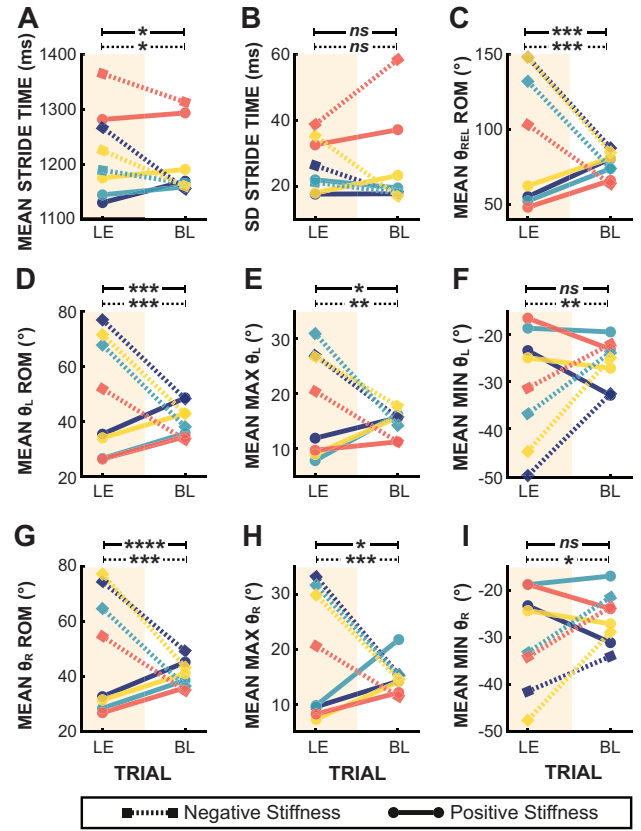 A
MEAN STRIDE TIME (ms)
*
*
1400
1300
1200
1100
LE
BL
B
SD STRIDE TIME (ms)
ns
ns
60
40
20
LE
BL
C
MEAN θREL ROM (°)
***
***
150
100
50
LE
BL
D
MEAN θL ROM (°)
***
***
80
60
40
20
LE
BL
E
MEAN MAX θL (°)
*
**
30
20
10
LE
BL
F
MEAN MIN θL (°)
ns
**
-20
-30
-40
-50
LE
BL
G
MEAN θR ROM (°)
****
***
80
60
40
20
LE
BL
TRIAL
H
MEAN MAX θR (°)
*
***
30
20
10
LE
BL
TRIAL
I
MEAN MIN θR (°)
ns
*
-20
-30
-40
-50
LE
BL
TRIAL
Negative Stiffness
Positive Stiffness